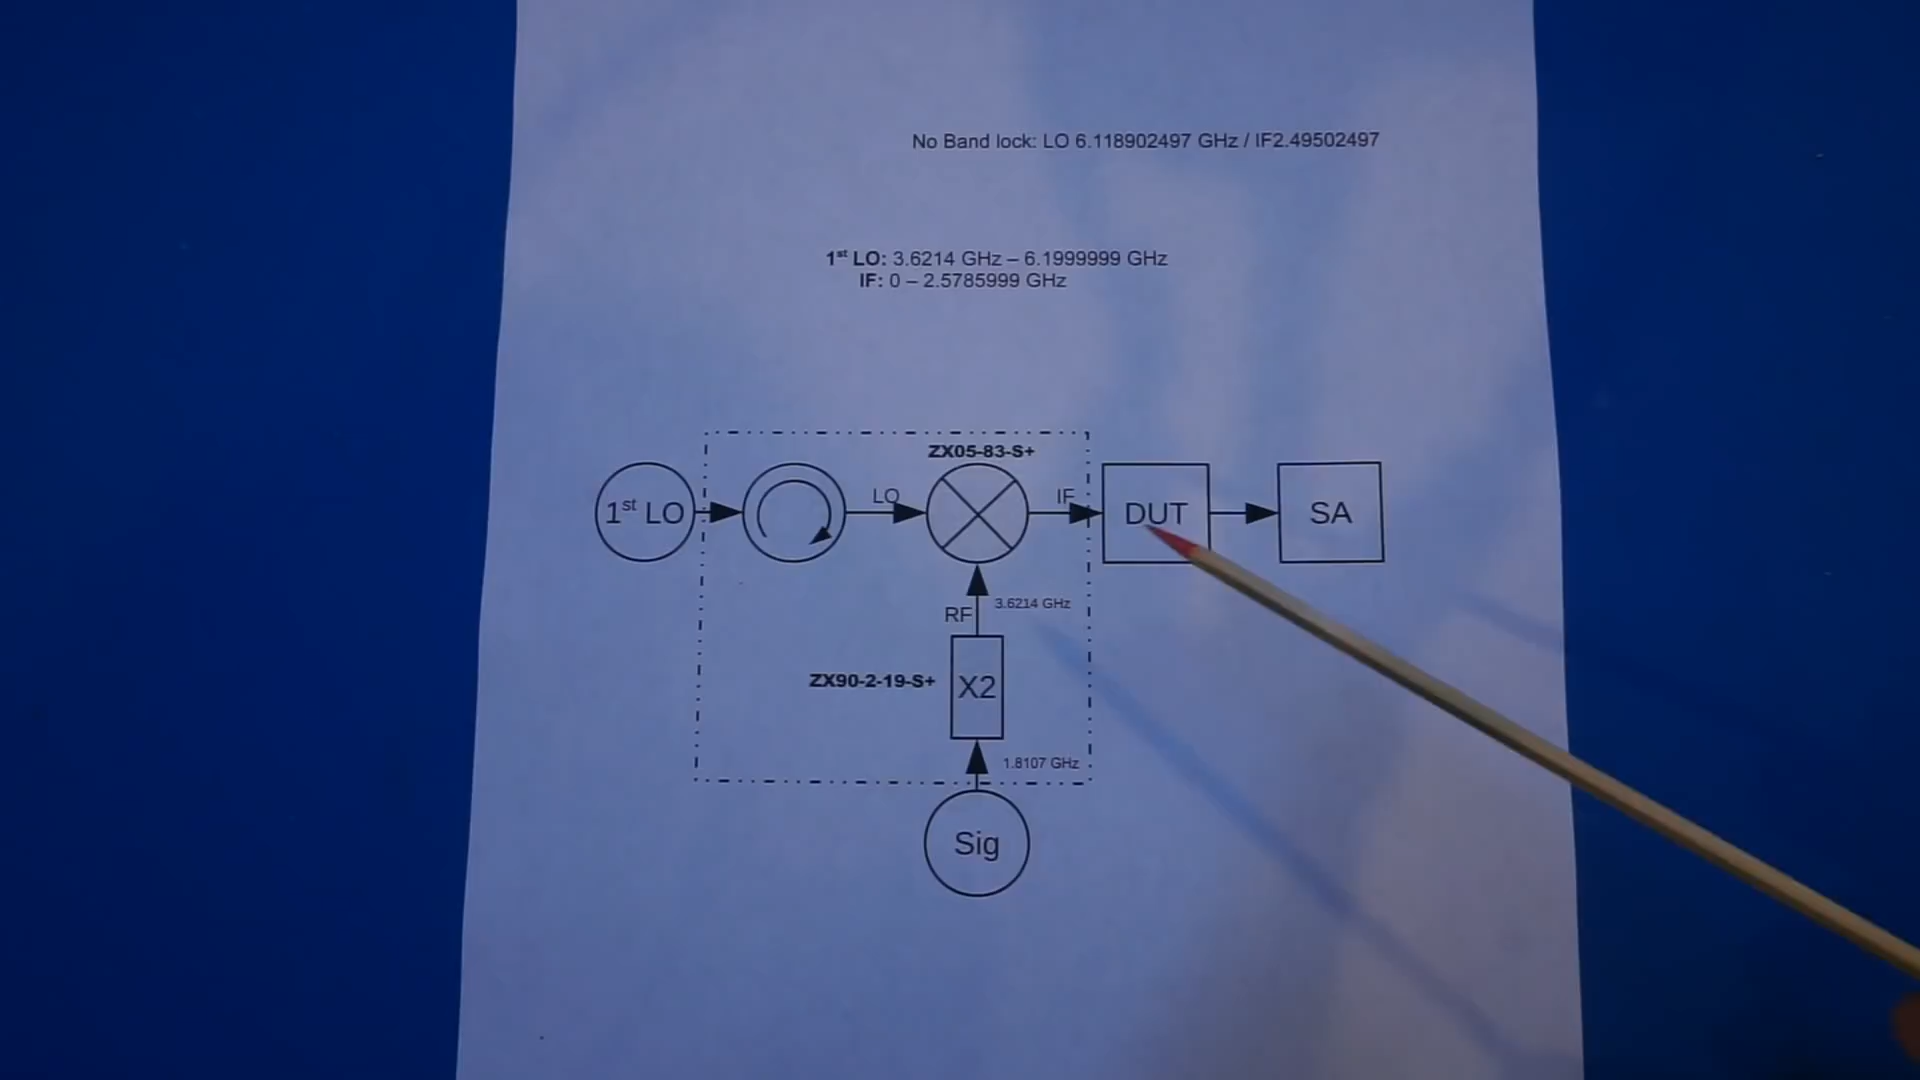 No Band lock: LO 6.118902497 GHz / IF2.49502497
1st LO: 3.6214 GHz – 6.1999999 GHz
IF: 0 – 2.5785999 GHz
ZX05-83-S+
1st LO
LO
IF
DUT
SA
RF
3.6214 GHz
ZX90-2-19-S+
X2
1.8107 GHz
Sig